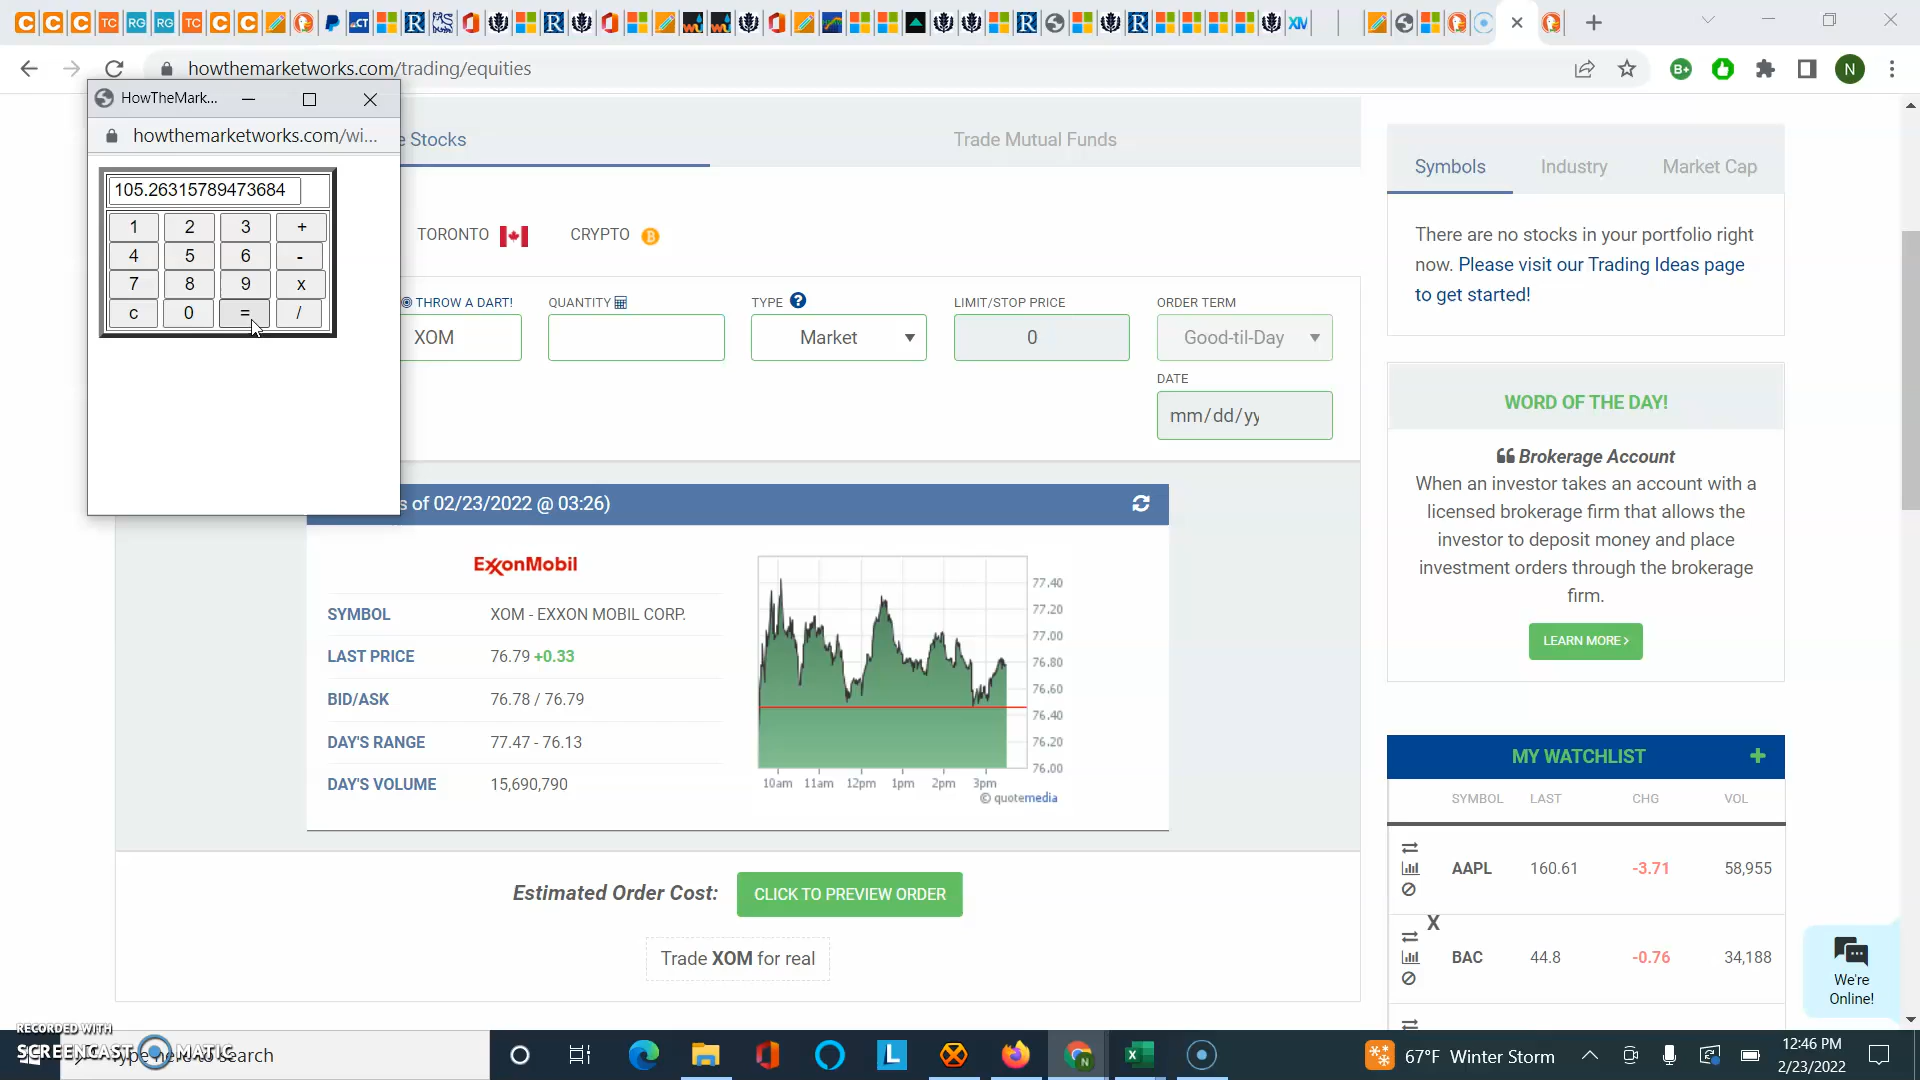 howthemarketworks.com/trading/equities
N
HowTheMark...
howthemarketworks.com/wi...
105.26315789473684
1 2 3 +
4 5 6 -
7 8 9 x
c 0 = /
e Stocks
Trade Mutual Funds
TORONTO
CRYPTO
THROW A DART!
QUANTITY
TYPE
LIMIT/STOP PRICE
ORDER TERM
XOM
Market
0
Good-til-Day
DATE
mm/dd/yy
s of 02/23/2022 @ 03:26)
ExxonMobil
SYMBOL XOM - EXXON MOBIL CORP.
LAST PRICE 76.79 +0.33
BID/ASK 76.78 / 76.79
DAY'S RANGE 77.47 - 76.13
DAY'S VOLUME 15,690,790
77.40
77.20
77.00
76.80
76.60
76.40
76.20
76.00
10am 11am 12pm 1pm 2pm 3pm
© quotemedia
Estimated Order Cost:
CLICK TO PREVIEW ORDER
Trade XOM for real
Symbols Industry Market Cap
There are no stocks in your portfolio right
now. Please visit our Trading Ideas page
to get started!
WORD OF THE DAY!
Brokerage Account
When an investor takes an account with a
licensed brokerage firm that allows the
investor to deposit money and place
investment orders through the brokerage
firm.
LEARN MORE
MY WATCHLIST
SYMBOL LAST CHG VOL
AAPL 160.61 -3.71 58,955
X
BAC 44.8 -0.76 34,188
We're
Online!
RECORDED WITH
SCREENCAST MATIC
Type here to search
67°F Winter Storm
12:46 PM
2/23/2022